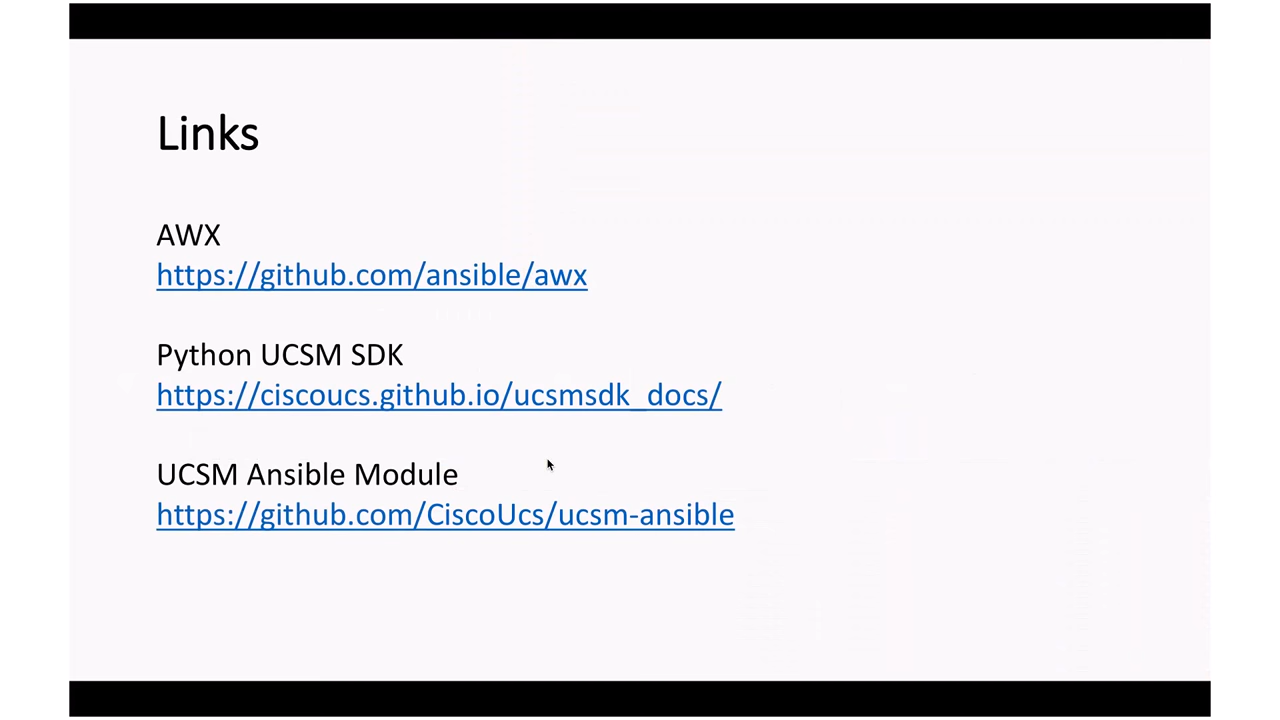 Links
AWX
https://github.com/ansible/awx
Python UCSM SDK
https://ciscoucs.github.io/ucsmsdk_docs/
UCSM Ansible Module
https://github.com/CiscoUcs/ucsm-ansible